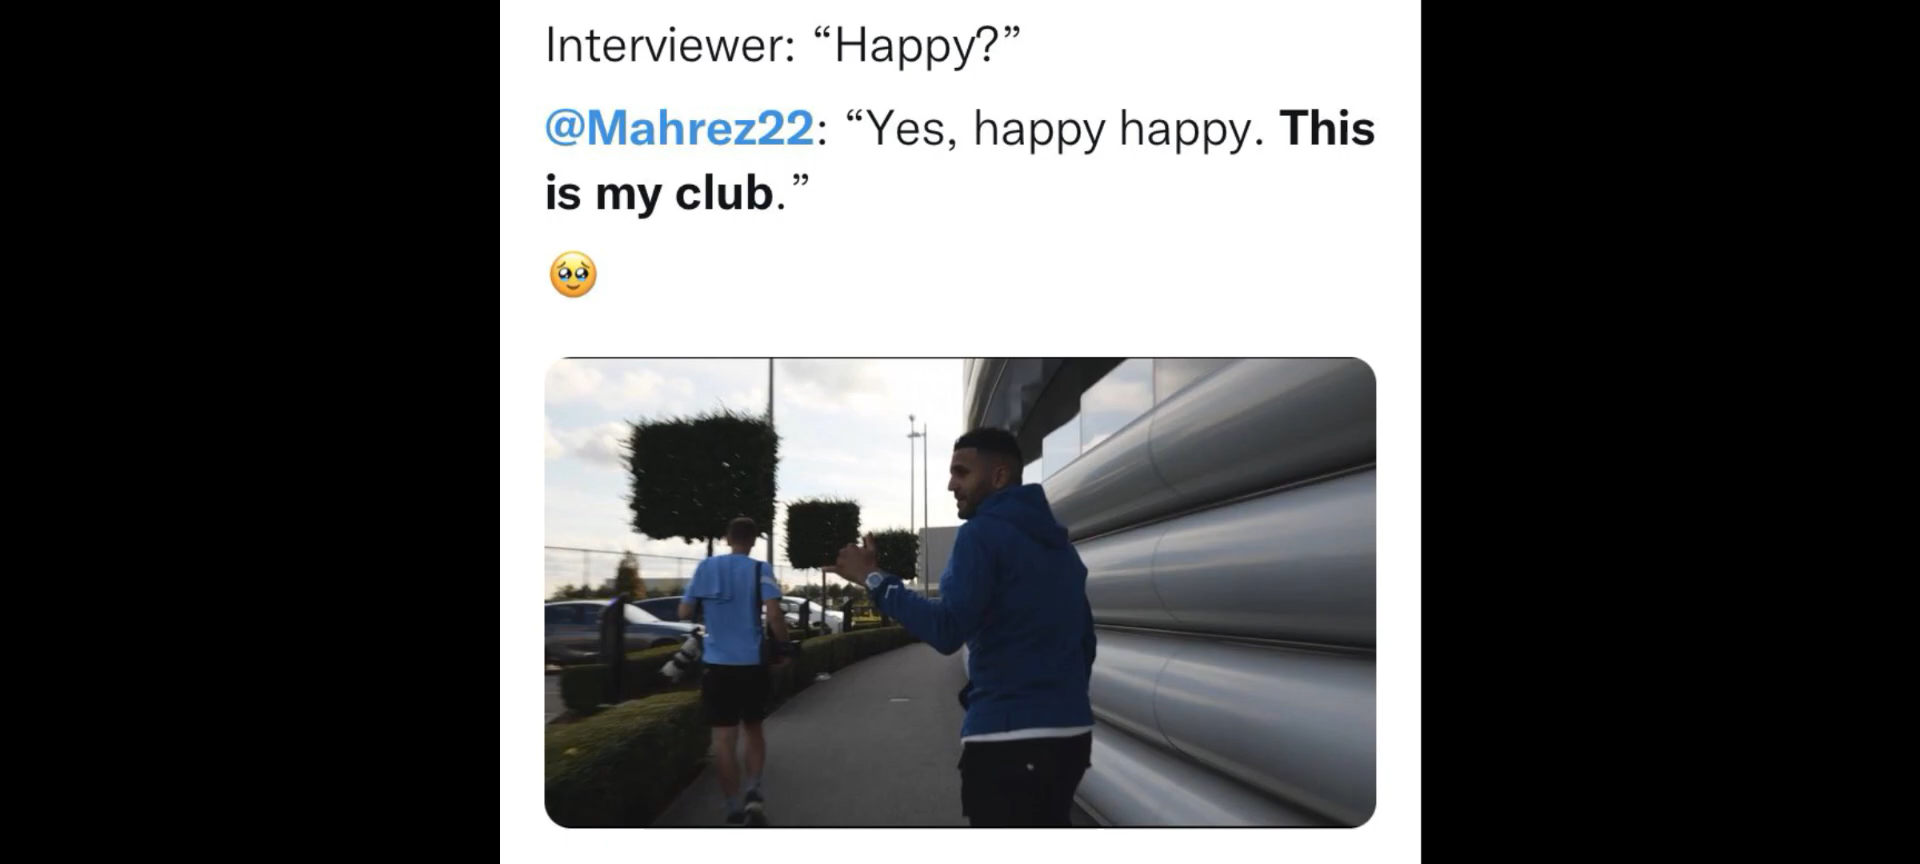 Interviewer: “Happy?”
@Mahrez22: “Yes, happy happy. This
is my club.”